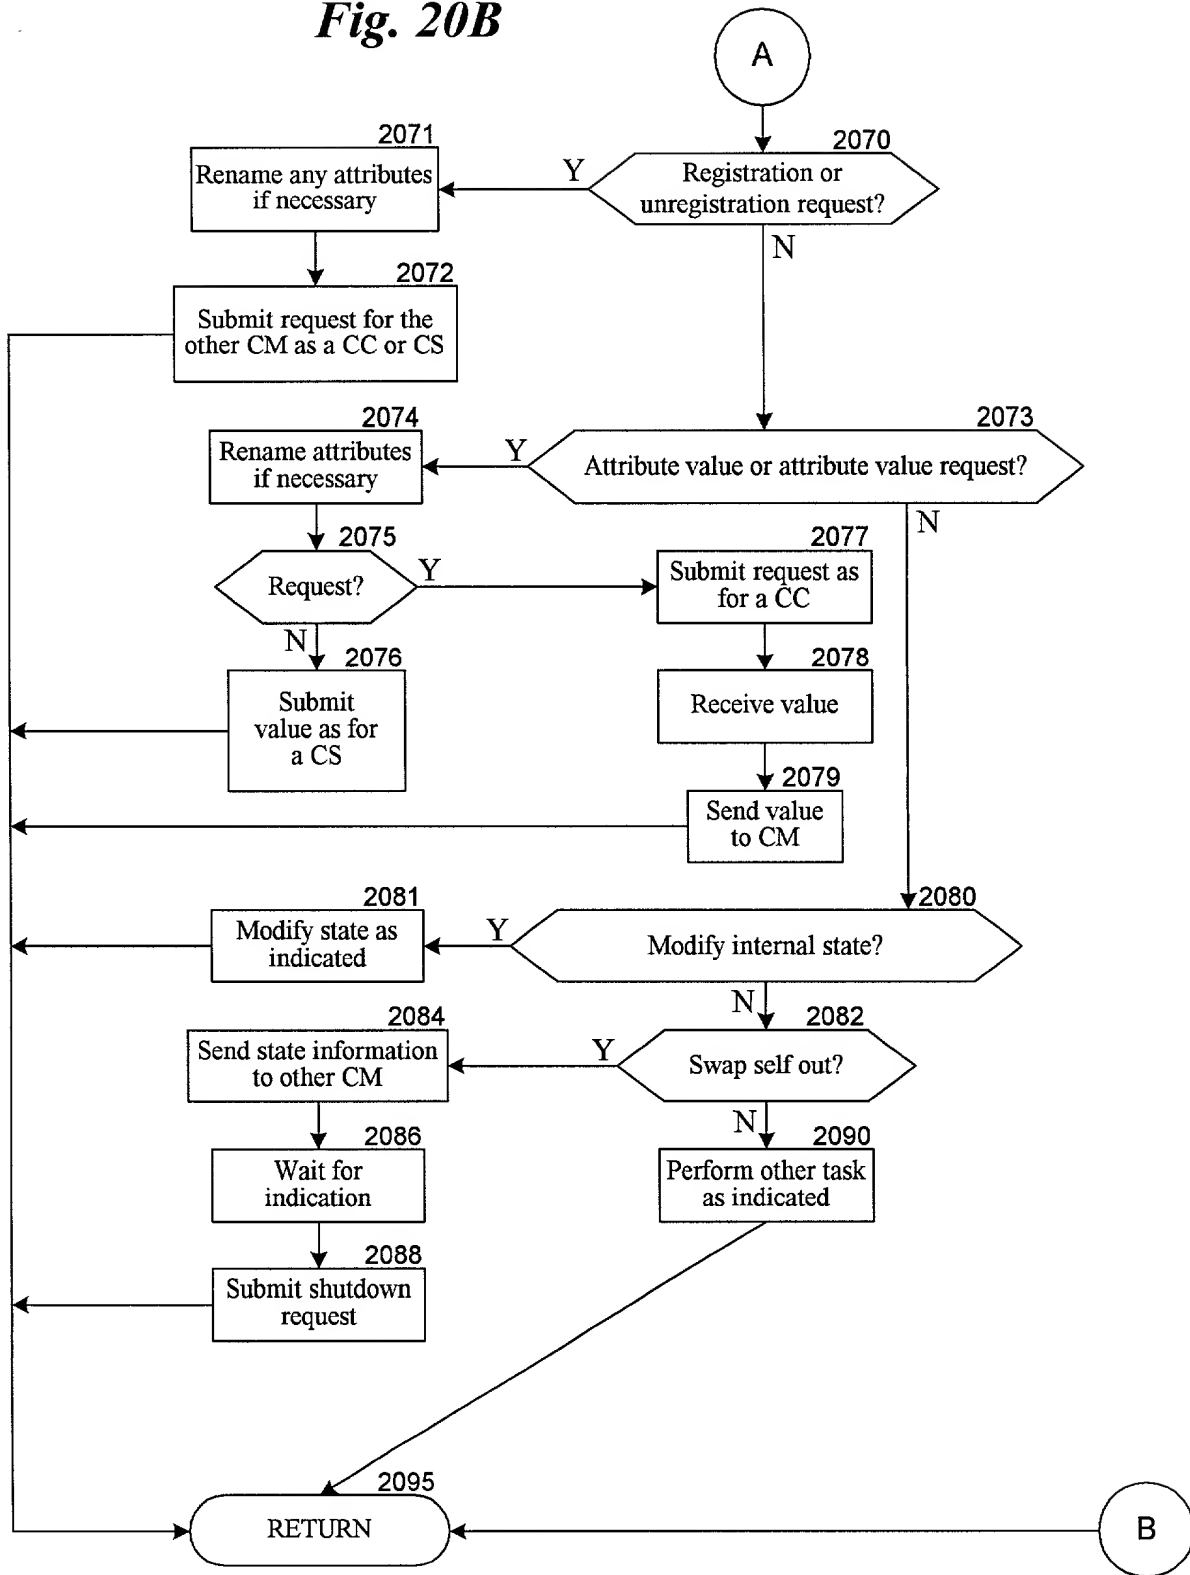 Fig. 20B
A
2070
Registration or
unregistration request?
Y
N
2071
Rename any attributes
if necessary
2072
Submit request for the
other CM as a CC or CS
2073
Attribute value or attribute value request?
Y
N
2074
Rename attributes
if necessary
2075
Request?
Y
N
2076
Submit
value as for
a CS
2077
Submit request as
for a CC
2078
Receive value
2079
Send value
to CM
2080
Modify internal state?
Y
N
2081
Modify state as
indicated
2082
Swap self out?
Y
N
2084
Send state information
to other CM
2086
Wait for
indication
2088
Submit shutdown
request
2090
Perform other task
as indicated
2095
RETURN
B